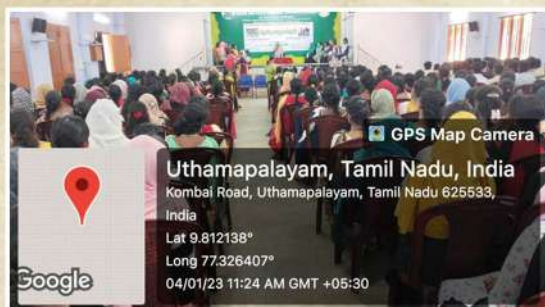 GPS Map Camera
Uthamapalayam, Tamil Nadu, India
Kombai Road, Uthamapalayam, Tamil Nadu 625533,
India
Lat 9.812138°
Long 77.326407°
04/01/23 11:24 AM GMT +05:30
Google